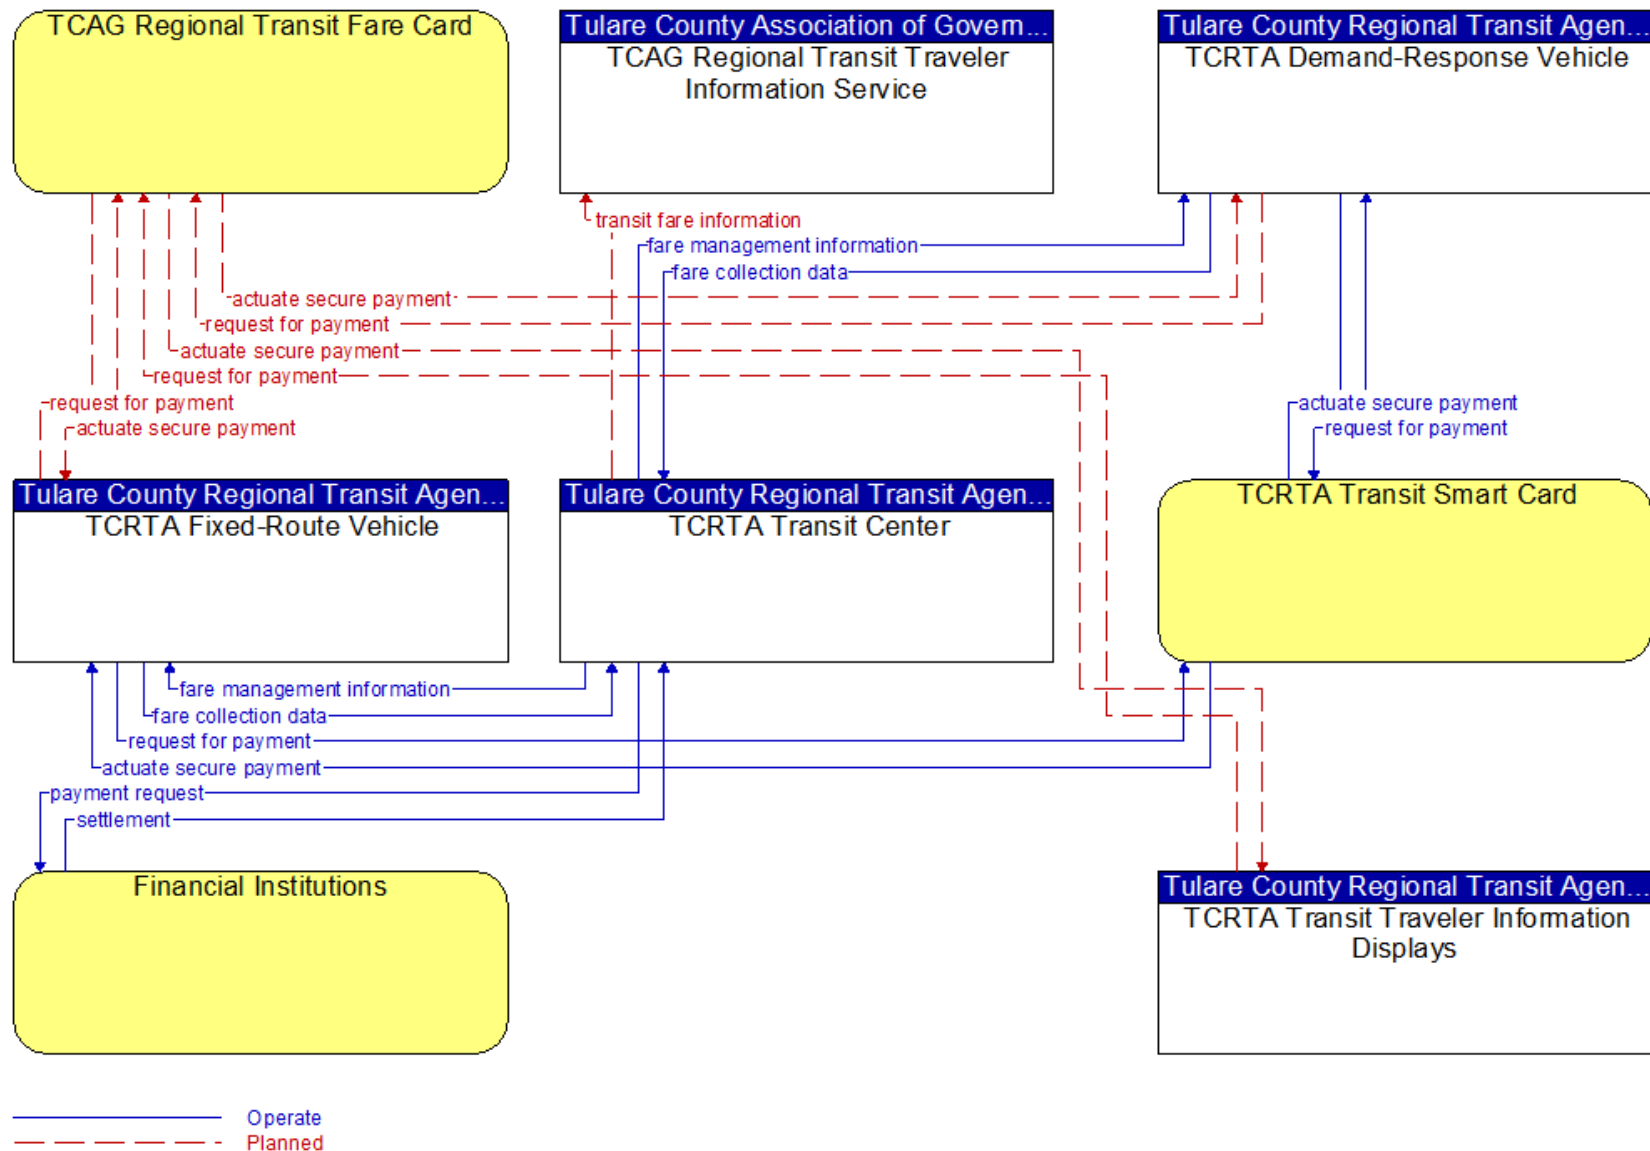 TCAG Regional Transit Fare Card
Tulare County Association of Govern...
TCAG Regional Transit Traveler
Information Service
Tulare County Regional Transit Agen...
TCRTA Demand-Response Vehicle
transit fare information
fare management information
fare collection data
actuate secure payment
request for payment
actuate secure payment
request for payment
request for payment
actuate secure payment
actuate secure payment
request for payment
Tulare County Regional Transit Agen...
TCRTA Fixed-Route Vehicle
Tulare County Regional Transit Agen...
TCRTA Transit Center
TCRTA Transit Smart Card
fare management information
fare collection data
request for payment
actuate secure payment
payment request
settlement
Financial Institutions
Tulare County Regional Transit Agen...
TCRTA Transit Traveler Information
Displays
Operate
Planned